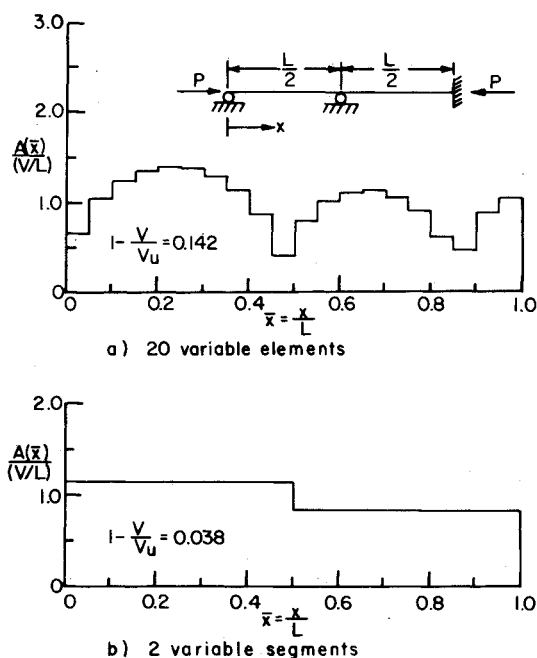 3.0
L/2 L/2
P P
2.0
x
A(x̄)/(V/L)
1.0
1-V/Vu=0.142
0
0 0.2 0.4 0.6 0.8 1.0
x̄=x/L
a) 20 variable elements
2.0
A(x̄)/(V/L)
1.0
1-V/Vu=0.038
0
0 0.2 0.4 0.6 0.8 1.0
x̄=x/L
b) 2 variable segments